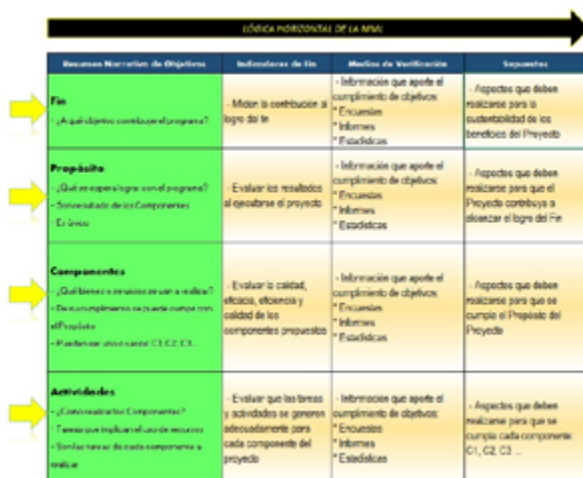 LÓGICA HORIZONTAL DE LA MML
Resumen Narrativo de Objetivos
Indicadores de Fin
Medios de Verificación
Supuestos
Fin
- ¿A qué objetivo contribuye el programa?
- Miden la contribución al
logro del fin
- Información que aporte el
cumplimiento de objetivos:
* Encuestas
* Informes
* Estadísticas
- Aspectos que deben
realizarse para la
sustentabilidad de los
beneficios del Proyecto
Propósito
- ¿Qué se espera lograr con el programa?
- Son resultado de los Componentes
- Es único
- Evaluar los resultados
al ejecutarse el proyecto
- Información que aporte el
cumplimiento de objetivos:
* Encuestas
* Informes
* Estadísticas
- Aspectos que deben
realizarse para que el
Proyecto contribuya a
alcanzar el logro del Fin
Componentes
- ¿Qué bienes o servicios se van a realizar?
- De su cumplimiento se puede cumplir con
el Propósito
- Pueden ser uno o varios: C1, C2, C3...
- Evaluar la calidad,
eficacia, eficiencia y
calidad de los
componentes propuestos
- Información que aporte el
cumplimiento de objetivos:
* Encuestas
* Informes
* Estadísticas
- Aspectos que deben
realizarse para que se
cumpla el Propósito del
Proyecto
Actividades
- ¿Cómo realizar los Componentes?
- Tareas que implican el uso de recursos
- Son las tareas de cada componente a
realizar
- Evaluar que las tareas
y actividades se generen
adecuadamente para
cada componente del
proyecto
- Información que aporte el
cumplimiento de objetivos:
* Encuestas
* Informes
* Estadísticas
- Aspectos que deben
realizarse para que se
cumpla cada componente:
C1, C2, C3 ...